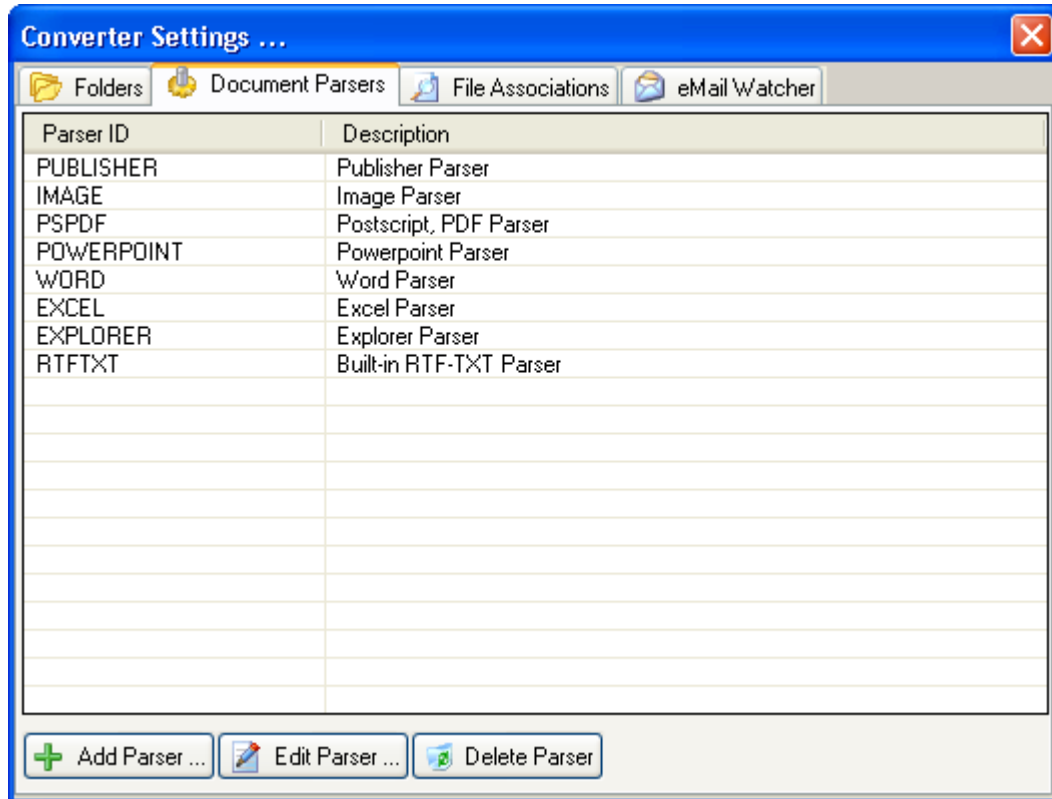 Converter Settings ...
Folders Document Parsers File Associations eMail Watcher
Parser ID Description
PUBLISHER Publisher Parser
IMAGE Image Parser
PSPDF Postscript, PDF Parser
POWERPOINT Powerpoint Parser
WORD Word Parser
EXCEL Excel Parser
EXPLORER Explorer Parser
RTFTXT Built-in RTF-TXT Parser
Add Parser ... Edit Parser ... Delete Parser